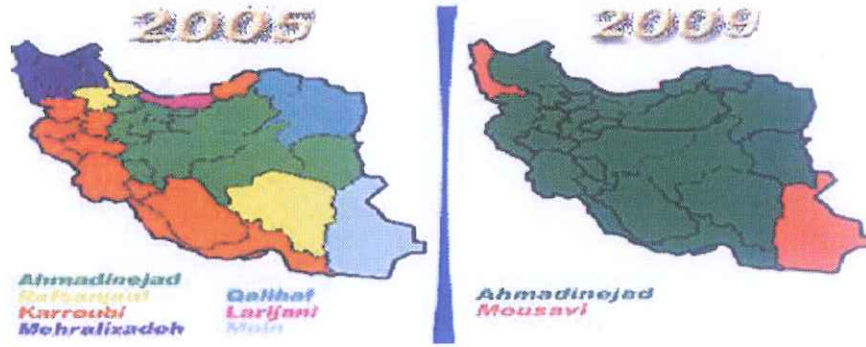 2005
2009
Ahmadinejad
Rafsanjani
Karroubi
Mehralizadeh
Qalibaf
Larijani
Moin
Ahmadinejad
Mousavi